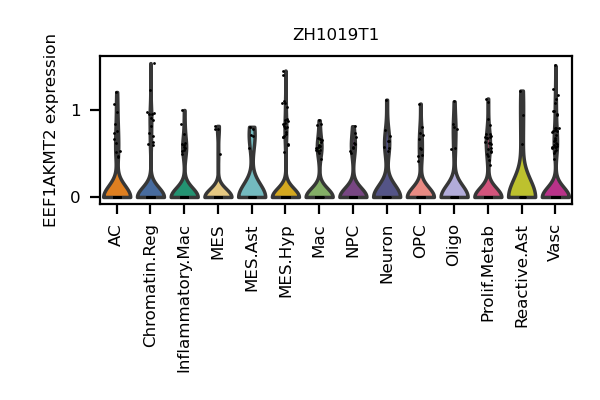 ZH1019T1
EEF1AKMT2 expression
1
0
AC
Chromatin.Reg
Inflammatory.Mac
MES
MES.Ast
MES.Hyp
Mac
NPC
Neuron
OPC
Oligo
Prolif.Metab
Reactive.Ast
Vasc